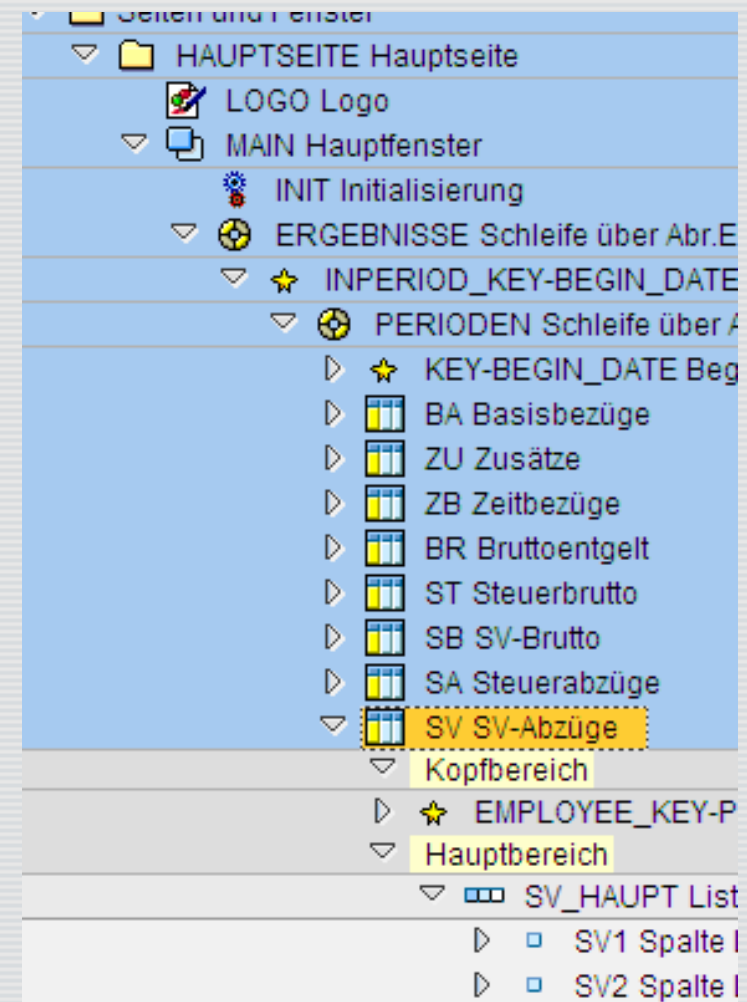 Seiten und Fenster
HAUPTSEITE Hauptseite
LOGO Logo
MAIN Hauptfenster
INIT Initialisierung
ERGEBNISSE Schleife über Abr.E
INPERIOD_KEY-BEGIN_DATE
PERIODEN Schleife über A
KEY-BEGIN_DATE Beg
BA Basisbezüge
ZU Zusätze
ZB Zeitbezüge
BR Bruttoentgelt
ST Steuerbrutto
SB SV-Brutto
SA Steuerabzüge
SV SV-Abzüge
Kopfbereich
EMPLOYEE_KEY-P
Hauptbereich
SV_HAUPT List
SV1 Spalte
SV2 Spalte